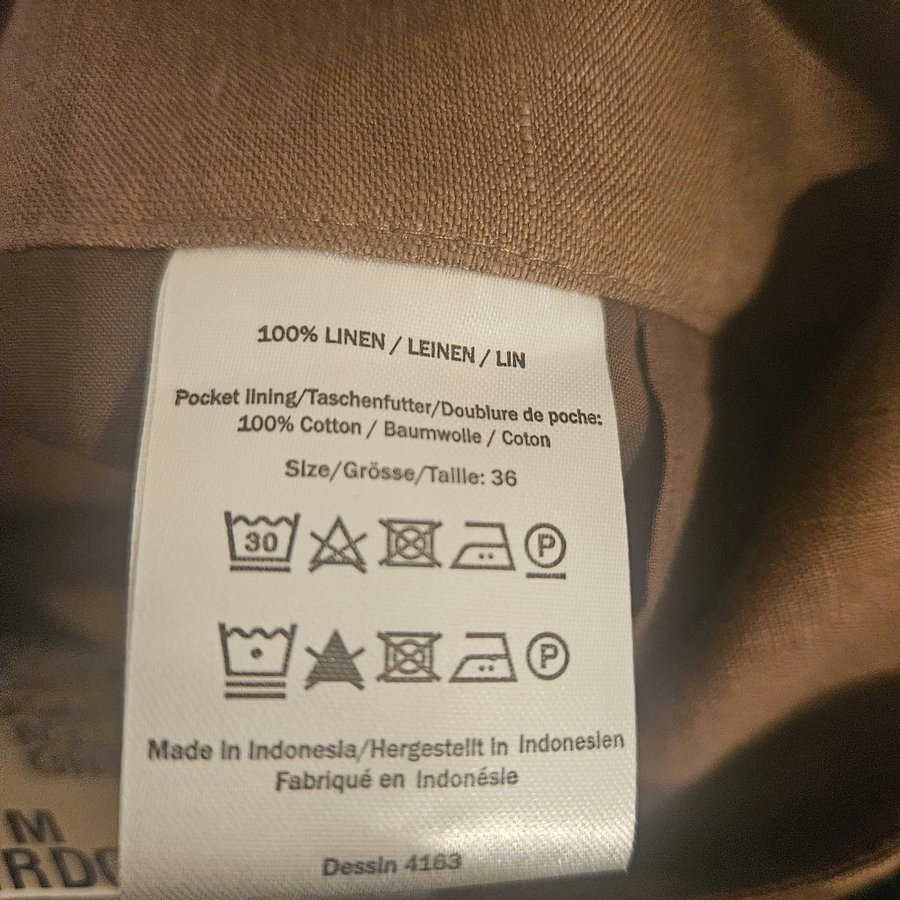 100% LINEN / LEINEN / LIN
Pocket lining/Taschenfutter/Doublure de poche:
100% Cotton / Baumwolle / Coton
Size/Grösse/Taille: 36
30
P
P
Made in Indonesia/Hergestellt in Indonesien
Fabriqué en Indonésie
Dessin 4163
M